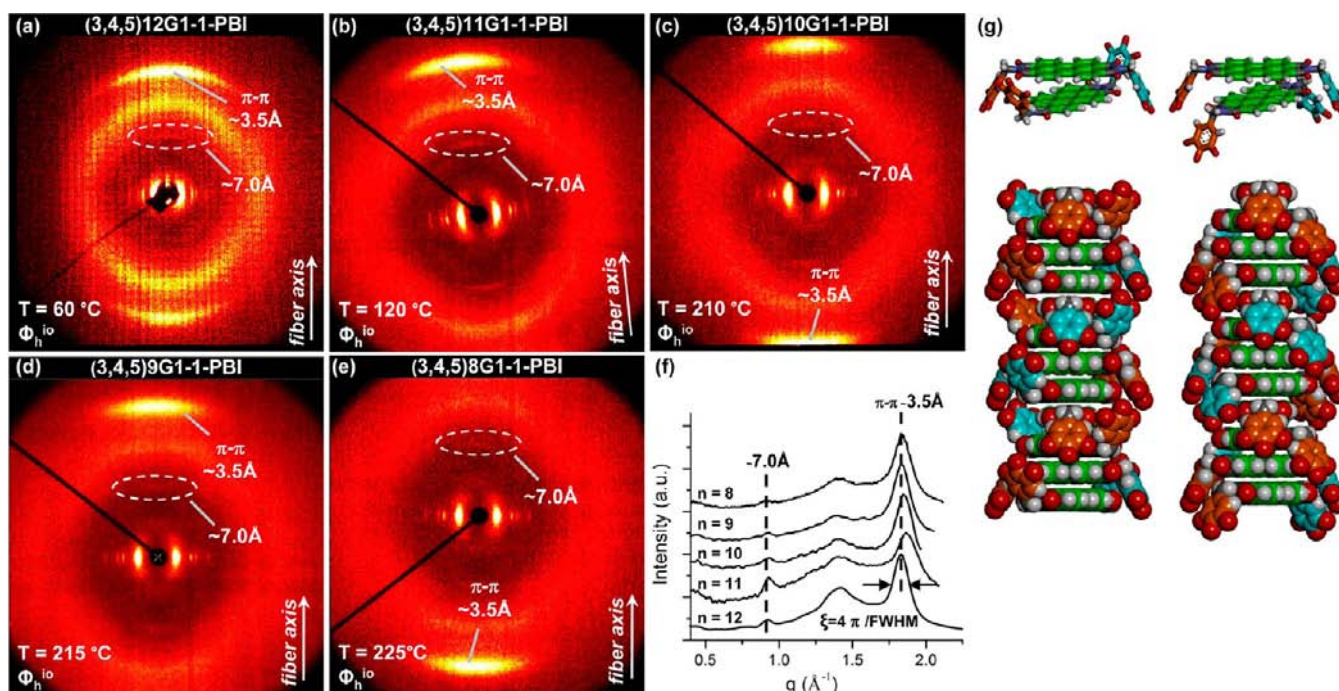 (a) (3,4,5)12G1-1-PBI
π-π
~3.5Å
~7.0Å
T = 60 °C
Φh^io
fiber axis
(b) (3,4,5)11G1-1-PBI
π-π
~3.5Å
~7.0Å
T = 120 °C
Φh^io
fiber axis
(c) (3,4,5)10G1-1-PBI
~7.0Å
π-π
~3.5Å
T = 210 °C
Φh^io
fiber axis
(d) (3,4,5)9G1-1-PBI
π-π
~3.5Å
~7.0Å
T = 215 °C
Φh^io
fiber axis
(e) (3,4,5)8G1-1-PBI
~7.0Å
π-π
~3.5Å
T = 225°C
Φh^io
fiber axis
(f)
π-π -3.5Å
-7.0Å
n = 8
n = 9
n = 10
n = 11
n = 12
ξ=4 π /FWHM
Intensity (a.u.)
0.5 1.0 1.5 2.0
q (Å⁻¹)
(g)